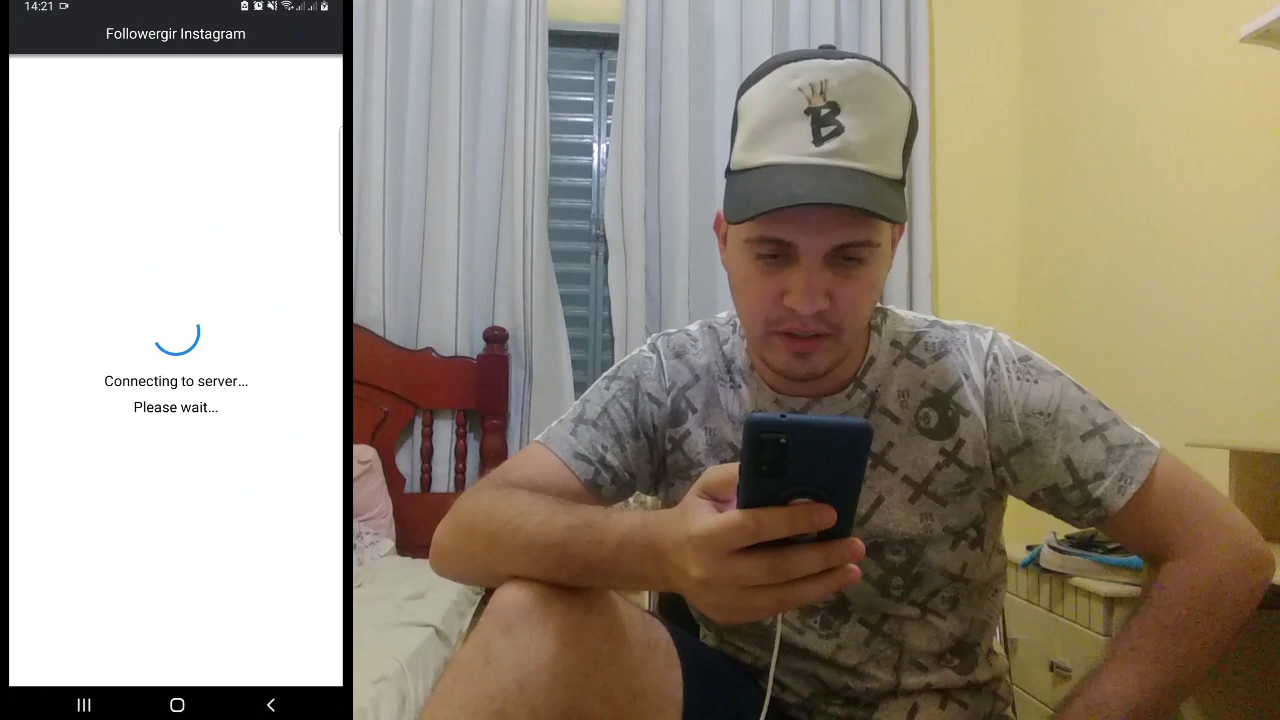 14:21
Followergir Instagram
Connecting to server...
Please wait...
B